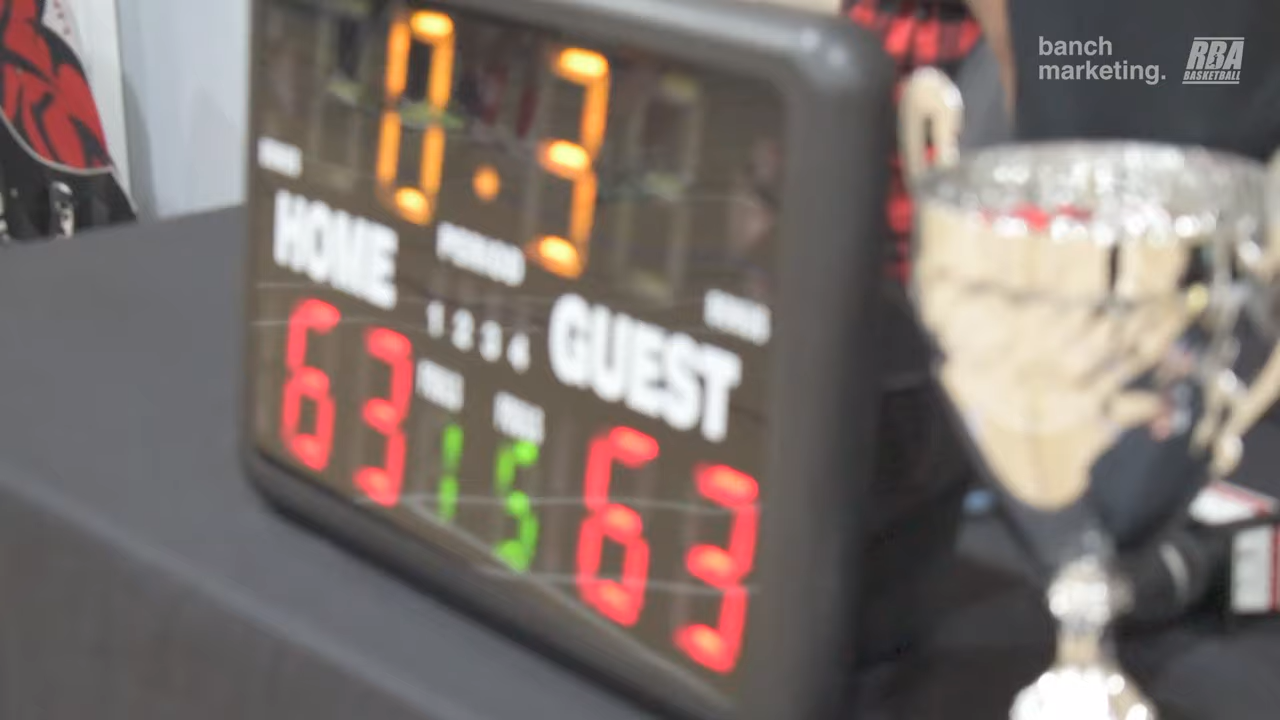 banch
marketing.
RBA
BASKETBALL
0.3
HOME
PERIOD
GUEST
1 2 3 4
63
1
5
63